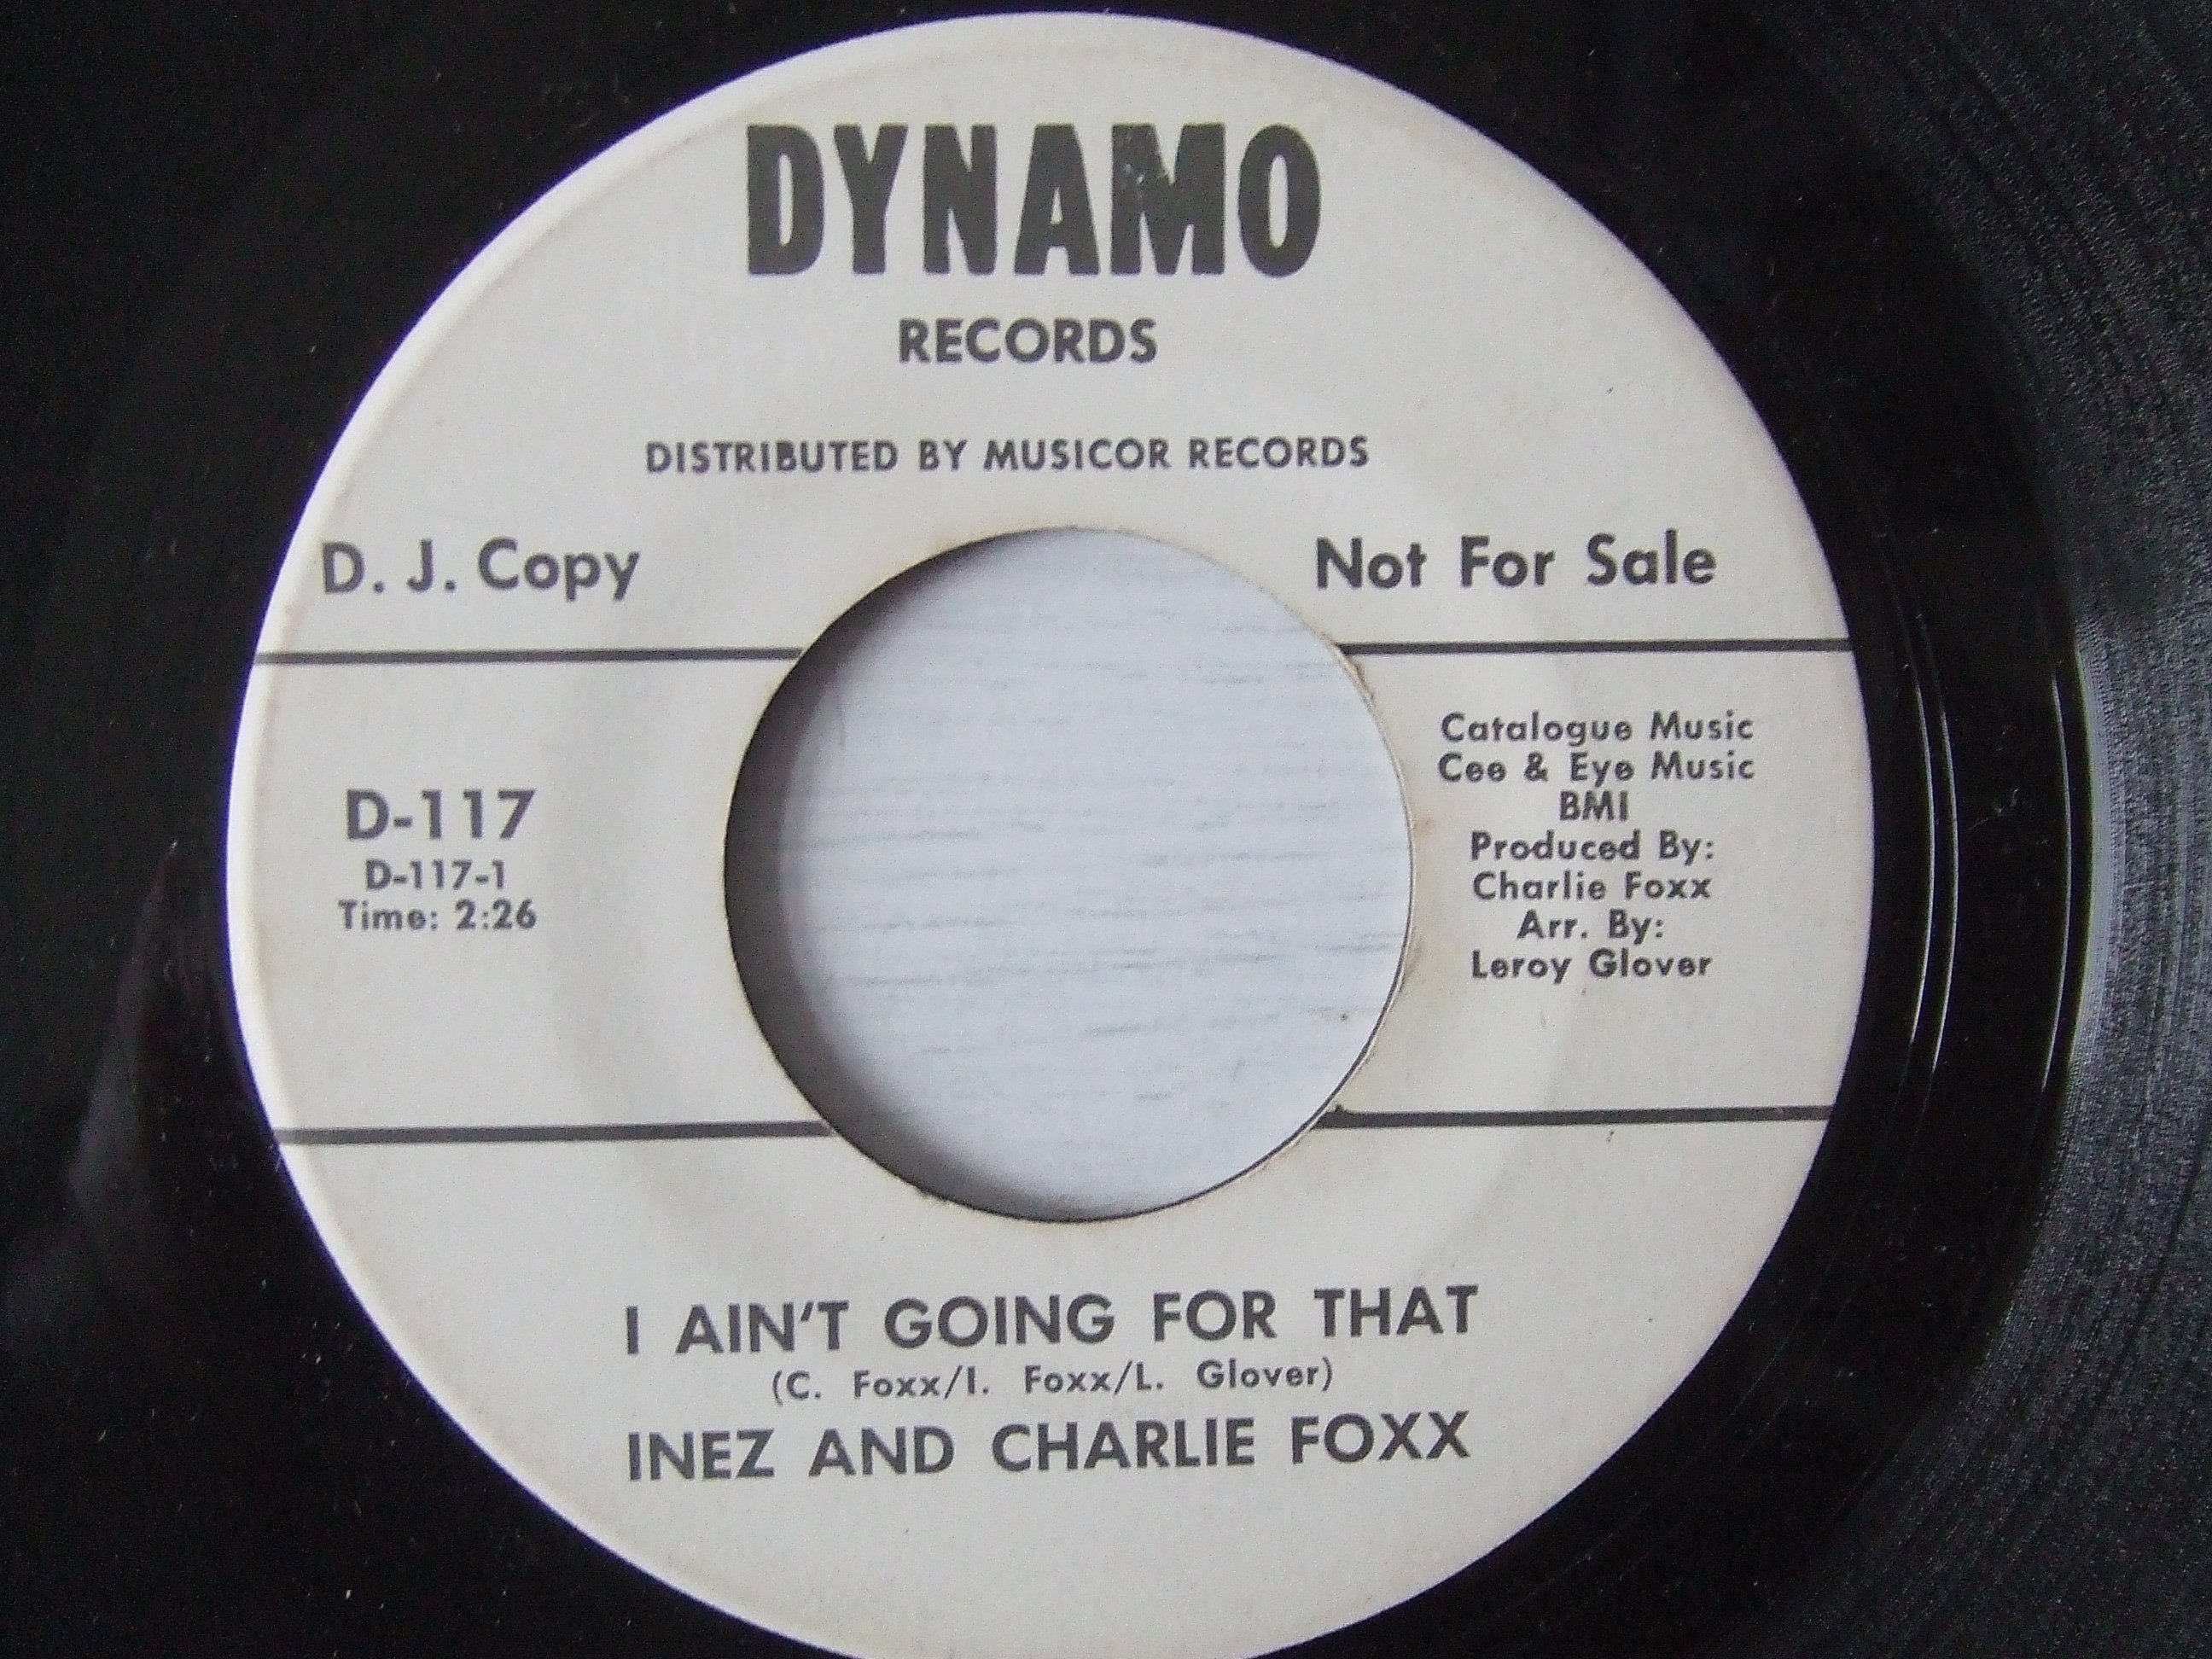 DYNAMO
RECORDS
DISTRIBUTED BY MUSICOR RECORDS
D. J. Copy
Not For Sale
D-117
D-117-1
Time: 2:26
Catalogue Music
Cee & Eye Music
BMI
Produced By:
Charlie Foxx
Arr. By:
Leroy Glover
I AIN'T GOING FOR THAT
(C. Foxx/I. Foxx/L. Glover)
INEZ AND CHARLIE FOXX